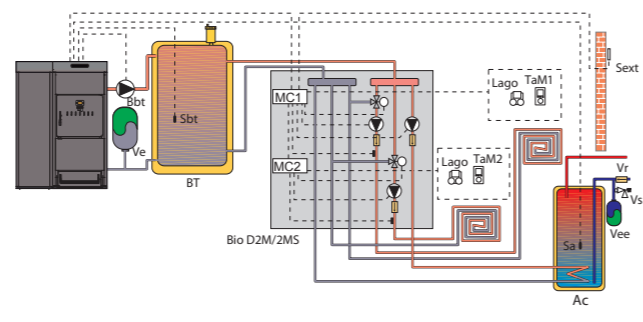 Sext
Lago TaM1
MC1
Bbt
Sbt
Ve
Lago TaM2
MC2
BT
Vr
Vs
Vee
Bio D2M/2MS
Sa
Ac